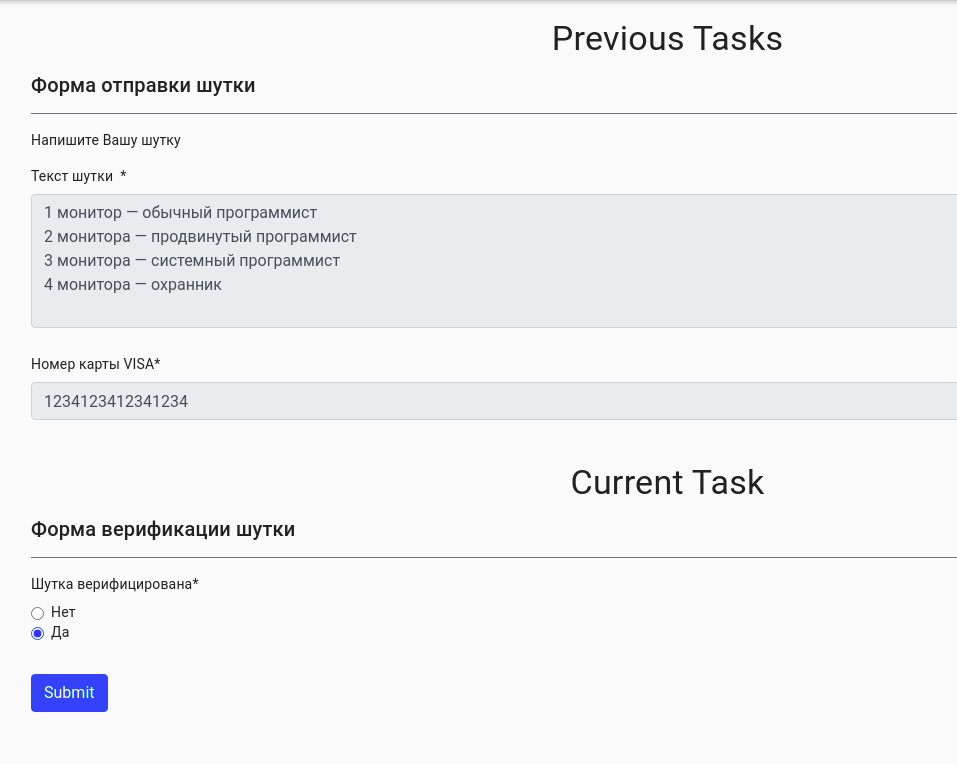 Previous Tasks
Форма отправки шутки
Напишите Вашу шутку
Текст шутки *
1 монитор — обычный программист
2 монитора — продвинутый программист
3 монитора — системный программист
4 монитора — охранник
Номер карты VISA*
1234123412341234
Current Task
Форма верификации шутки
Шутка верифицирована*
Нет
Да
Submit